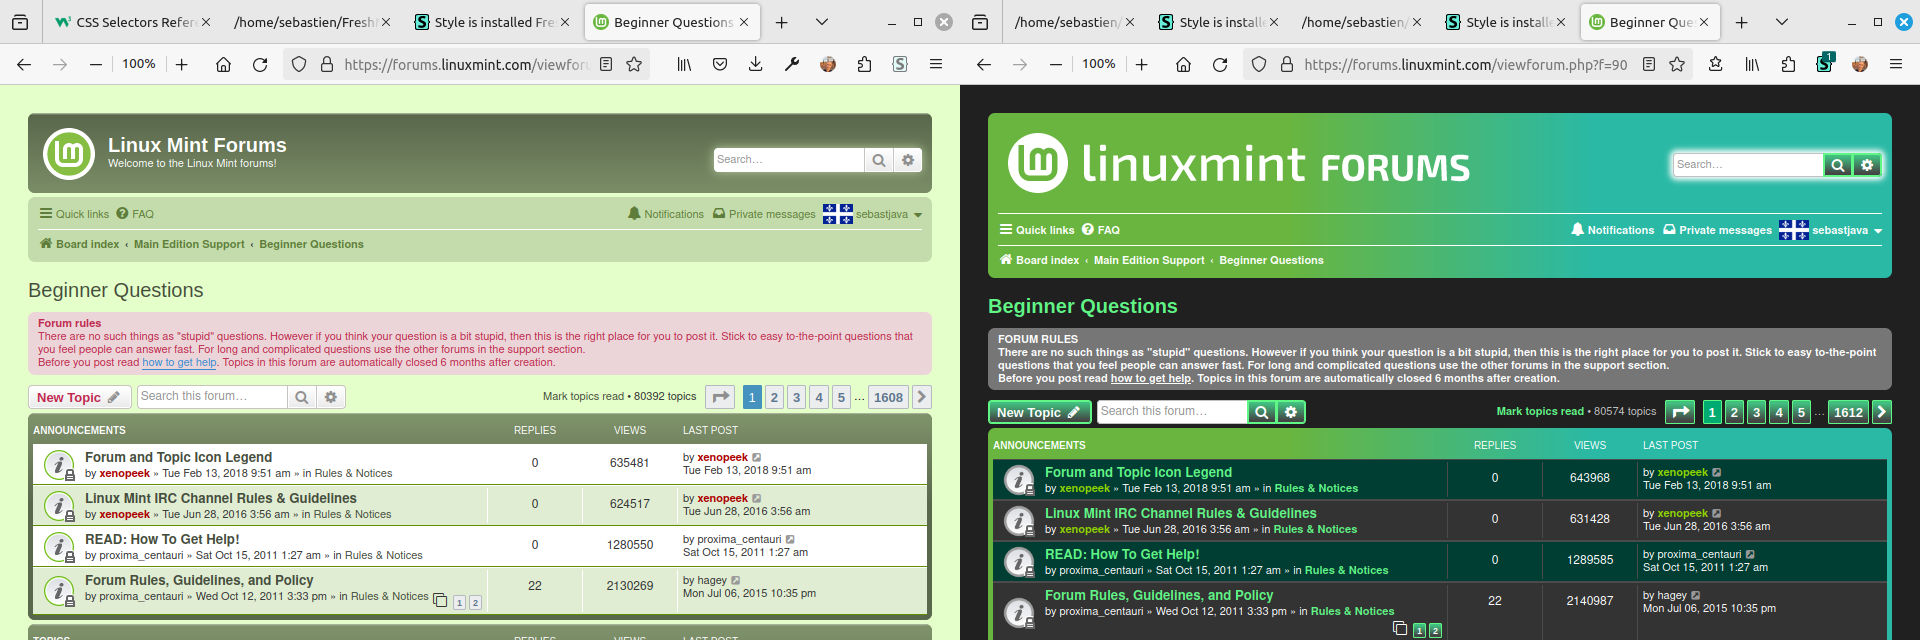 CSS Selectors Refer
/home/sebastien/Fresh
Style is installed Fre
Beginner Questions
100%
https://forums.linuxmint.com/viewforu
Linux Mint Forums
Welcome to the Linux Mint forums!
Search…
Quick links
FAQ
Notifications
Private messages
sebastjava
Board index ‹ Main Edition Support ‹ Beginner Questions
Beginner Questions
Forum rules
There are no such things as "stupid" questions. However if you think your question is a bit stupid, then this is the right place for you to post it. Stick to easy to-the-point questions that
you feel people can answer fast. For long and complicated questions use the other forums in the support section.
Before you post read how to get help. Topics in this forum are automatically closed 6 months after creation.
New Topic
Search this forum…
Mark topics read • 80392 topics
1 2 3 4 5 … 1608
ANNOUNCEMENTS REPLIES VIEWS LAST POST
Forum and Topic Icon Legend
by xenopeek » Tue Feb 13, 2018 9:51 am » in Rules & Notices
0
635481
by xenopeek
Tue Feb 13, 2018 9:51 am
Linux Mint IRC Channel Rules & Guidelines
by xenopeek » Tue Jun 28, 2016 3:56 am » in Rules & Notices
0
624517
by xenopeek
Tue Jun 28, 2016 3:56 am
READ: How To Get Help!
by proxima_centauri » Sat Oct 15, 2011 1:27 am » in Rules & Notices
0
1280550
by proxima_centauri
Sat Oct 15, 2011 1:27 am
Forum Rules, Guidelines, and Policy
by proxima_centauri » Wed Oct 12, 2011 3:33 pm » in Rules & Notices
1 2
22
2130269
by hagey
Mon Jul 06, 2015 10:35 pm
TOPICS REPLIES VIEWS LAST POST
/home/sebastien/
Style is installe
/home/sebastien/
Style is installe
Beginner Que
100%
https://forums.linuxmint.com/viewforum.php?f=90
1
linuxmint FORUMS
Search…
Quick links
FAQ
Notifications
Private messages
sebastjava
Board index ‹ Main Edition Support ‹ Beginner Questions
Beginner Questions
FORUM RULES
There are no such things as "stupid" questions. However if you think your question is a bit stupid, then this is the right place for you to post it. Stick to easy to-the-point
questions that you feel people can answer fast. For long and complicated questions use the other forums in the support section.
Before you post read how to get help. Topics in this forum are automatically closed 6 months after creation.
New Topic
Search this forum…
Mark topics read • 80574 topics
1 2 3 4 5 … 1612
ANNOUNCEMENTS REPLIES VIEWS LAST POST
Forum and Topic Icon Legend
by xenopeek » Tue Feb 13, 2018 9:51 am » in Rules & Notices
0
643968
by xenopeek
Tue Feb 13, 2018 9:51 am
Linux Mint IRC Channel Rules & Guidelines
by xenopeek » Tue Jun 28, 2016 3:56 am » in Rules & Notices
0
631428
by xenopeek
Tue Jun 28, 2016 3:56 am
READ: How To Get Help!
by proxima_centauri » Sat Oct 15, 2011 1:27 am » in Rules & Notices
0
1289585
by proxima_centauri
Sat Oct 15, 2011 1:27 am
Forum Rules, Guidelines, and Policy
by proxima_centauri » Wed Oct 12, 2011 3:33 pm » in Rules & Notices
1 2
22
2140987
by hagey
Mon Jul 06, 2015 10:35 pm